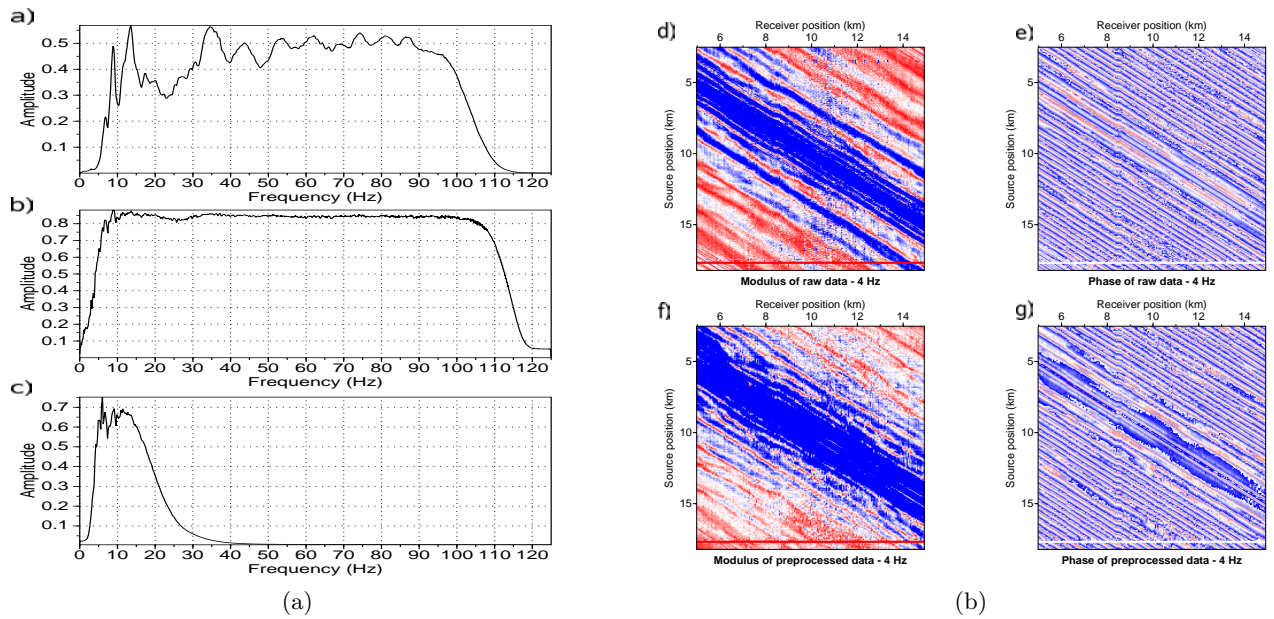 a)
Amplitude
0.5
0.4
0.3
0.2
0.1
0 10 20 30 40 50 60 70 80 90 100 110 120
Frequency (Hz)
b)
Amplitude
0.8
0.7
0.6
0.5
0.4
0.3
0.2
0.1
0 10 20 30 40 50 60 70 80 90 100 110 120
Frequency (Hz)
c)
Amplitude
0.7
0.6
0.5
0.4
0.3
0.2
0.1
0 10 20 30 40 50 60 70 80 90 100 110 120
Frequency (Hz)
(a)
d)
Receiver position (km)
6 8 10 12 14
Source position (km)
5
10
15
Modulus of raw data - 4 Hz
e)
Receiver position (km)
6 8 10 12 14
Source position (km)
5
10
15
Phase of raw data - 4 Hz
f)
Receiver position (km)
6 8 10 12 14
Source position (km)
5
10
15
Modulus of preprocessed data - 4 Hz
g)
Receiver position (km)
6 8 10 12 14
Source position (km)
5
10
15
Phase of preprocessed data - 4 Hz
(b)